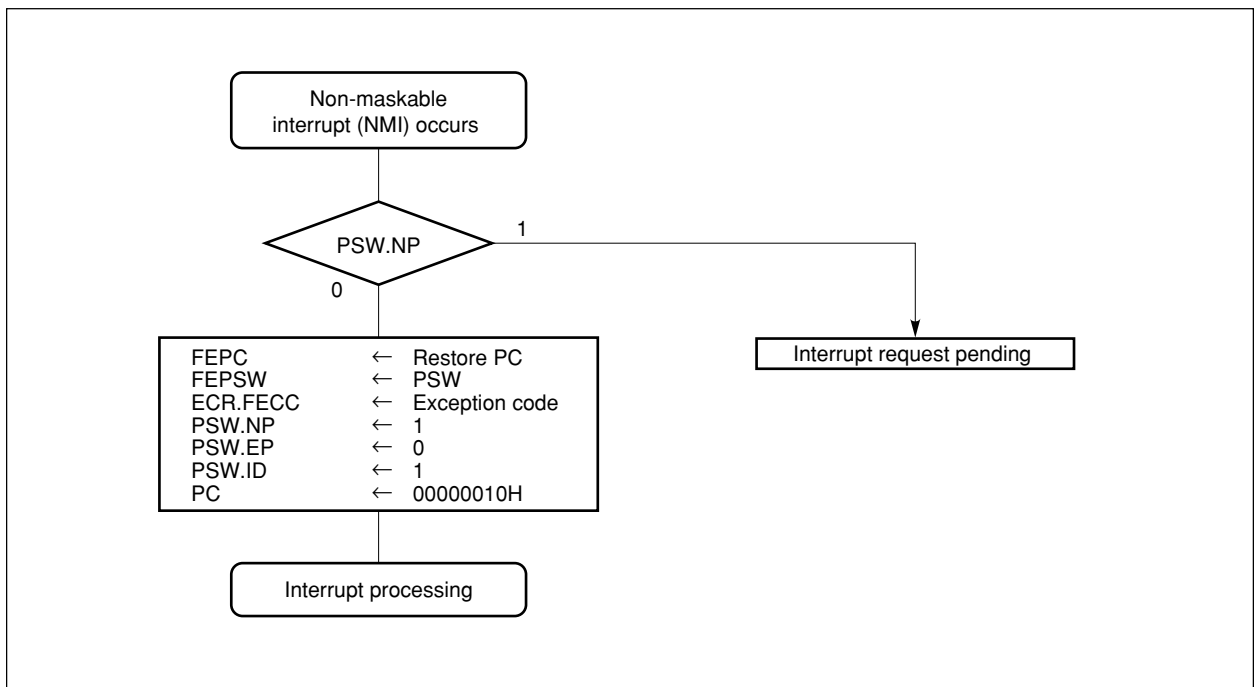 Non-maskable
interrupt (NMI) occurs
PSW.NP
1
0
FEPC ← Restore PC
FEPSW ← PSW
ECR.FECC ← Exception code
PSW.NP ← 1
PSW.EP ← 0
PSW.ID ← 1
PC ← 00000010H
Interrupt request pending
Interrupt processing